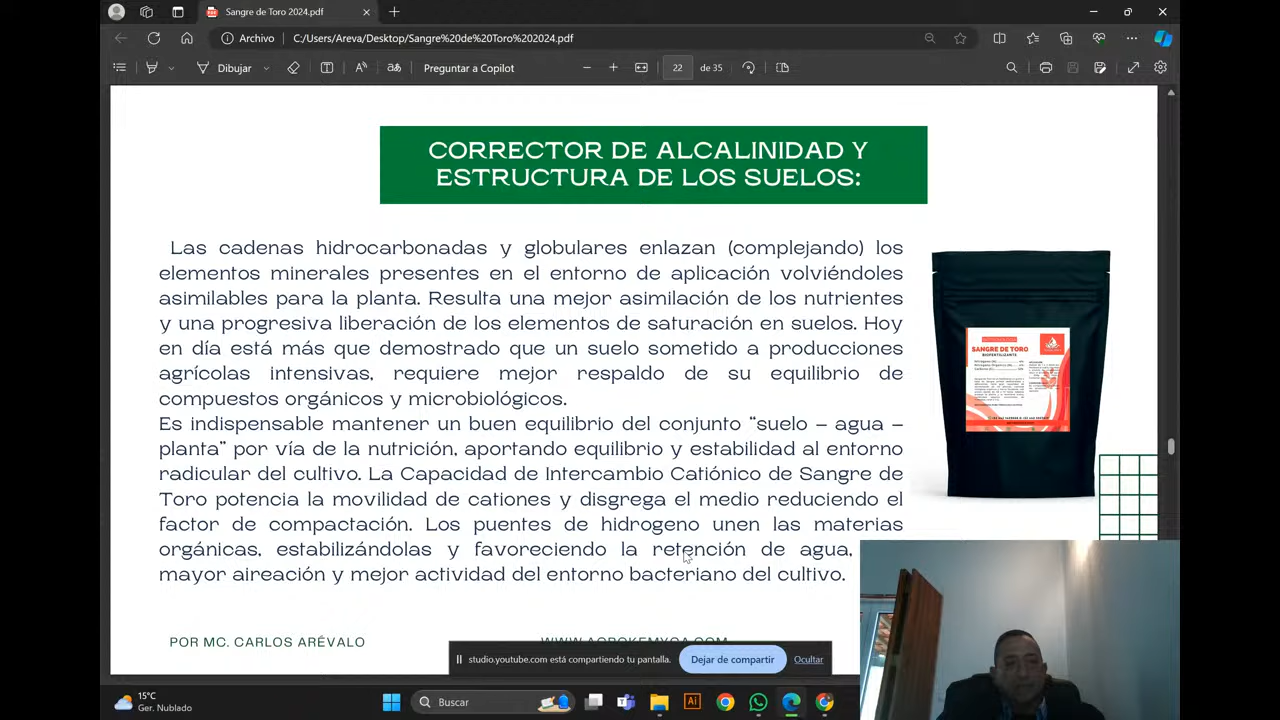 Sangre de Toro 2024.pdf
Archivo C:/Users/Areva/Desktop/Sangre%20de%20Toro%202024.pdf
Dibujar
Preguntar a Copilot
22 de 35
CORRECTOR DE ALCALINIDAD Y
ESTRUCTURA DE LOS SUELOS:
Las cadenas hidrocarbonadas y globulares enlazan (complejando) los
elementos minerales presentes en el entorno de aplicación volviéndoles
asimilables para la planta. Resulta una mejor asimilación de los nutrientes
y una progresiva liberación de los elementos de saturación en suelos. Hoy
en día está mas que demostrado que un suelo sometido a producciones
agrícolas intensivas, requiere mejor respaldo de un equilibrio de
compuestos orgánicos y microbiológicos.
Es indispensable mantener un buen equilibrio del conjunto “suelo – agua –
planta” por vía de la nutrición, aportando equilibrio y estabilidad al entorno
radicular del cultivo. La Capacidad de Intercambio Catiónico de Sangre de
Toro potencia la movilidad de cationes y disgrega el medio reduciendo el
factor de compactación. Los puentes de hidrogeno unen las materias
orgánicas, estabilizándolas y favoreciendo la retención de agua,
mayor aireación y mejor actividad del entorno bacteriano del cultivo.
SANGRE DE TORO
BIOFERTILIZANTE
POR MC. CARLOS ARÉVALO
WWW.AGROKEMYCA.COM
studio.youtube.com está compartiendo tu pantalla.
Dejar de compartir
Ocultar
15°C
Ger. Nublado
Buscar